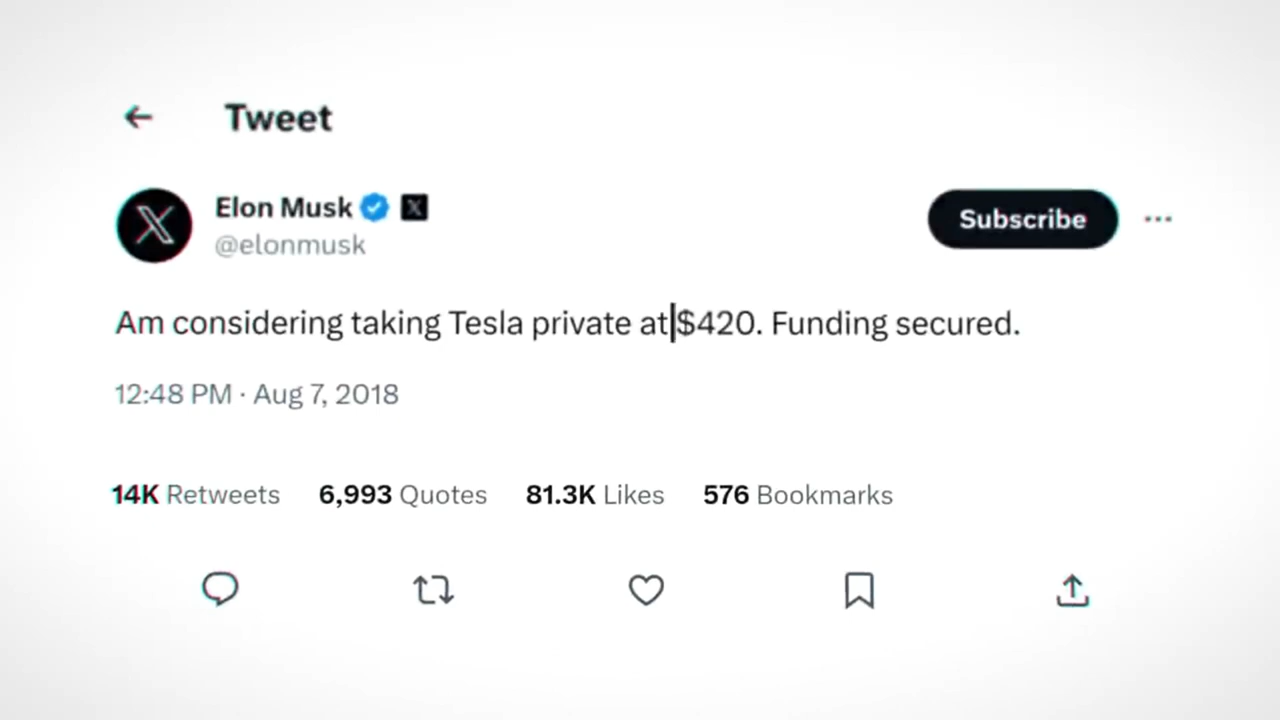 Tweet
Elon Musk
@elonmusk
Subscribe
Am considering taking Tesla private at $420. Funding secured.
12:48 PM · Aug 7, 2018
14K Retweets 6,993 Quotes 81.3K Likes 576 Bookmarks